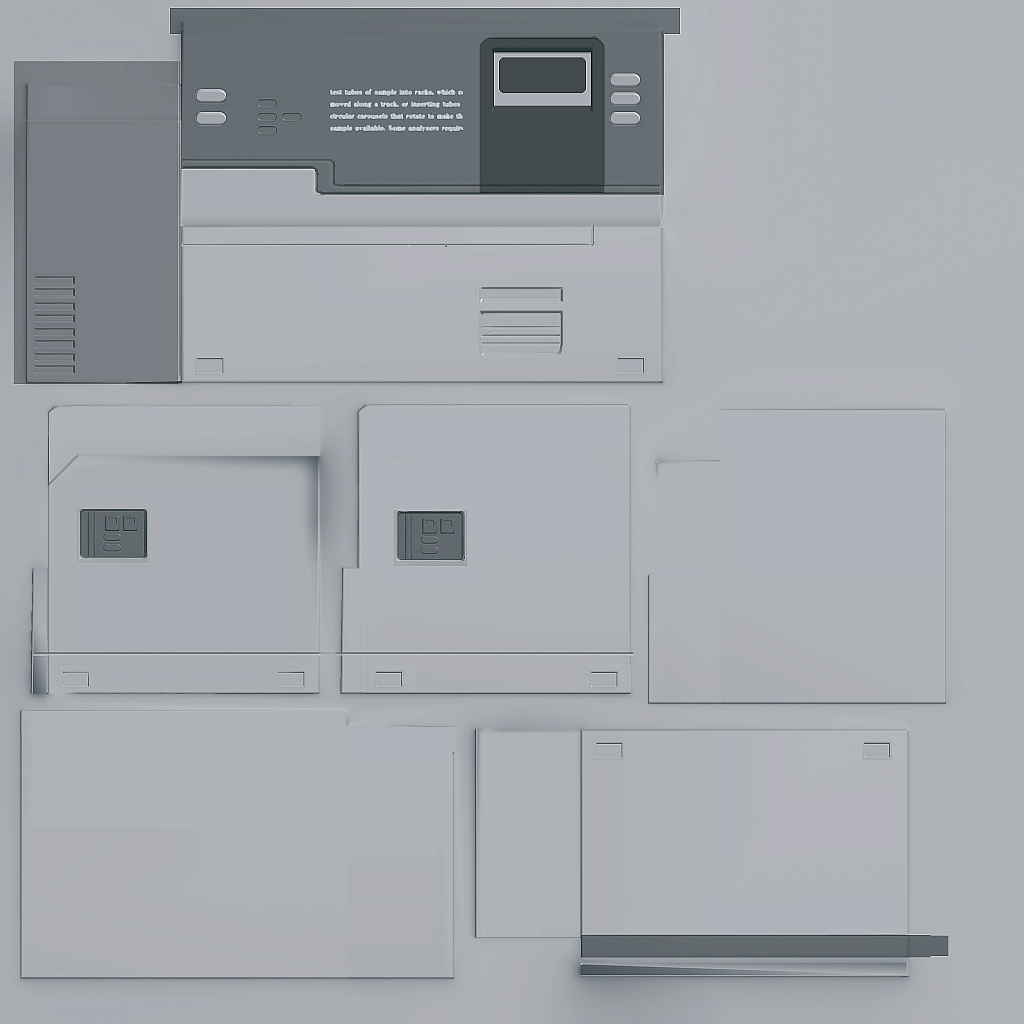 test tubes of sample into racks, which c
moved along a track, or inserting tubes
circular carousels that rotate to make th
sample available. Some analysers requir